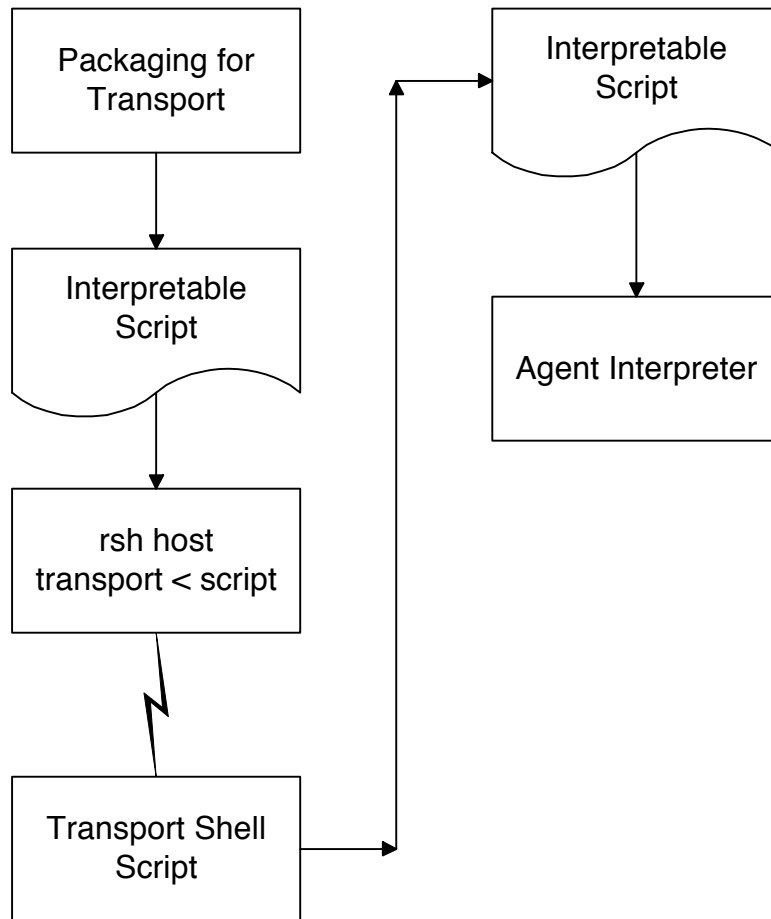 Packaging for
Transport
Interpretable
Script
rsh host
transport < script
Transport Shell
Script
Interpretable
Script
Agent Interpreter